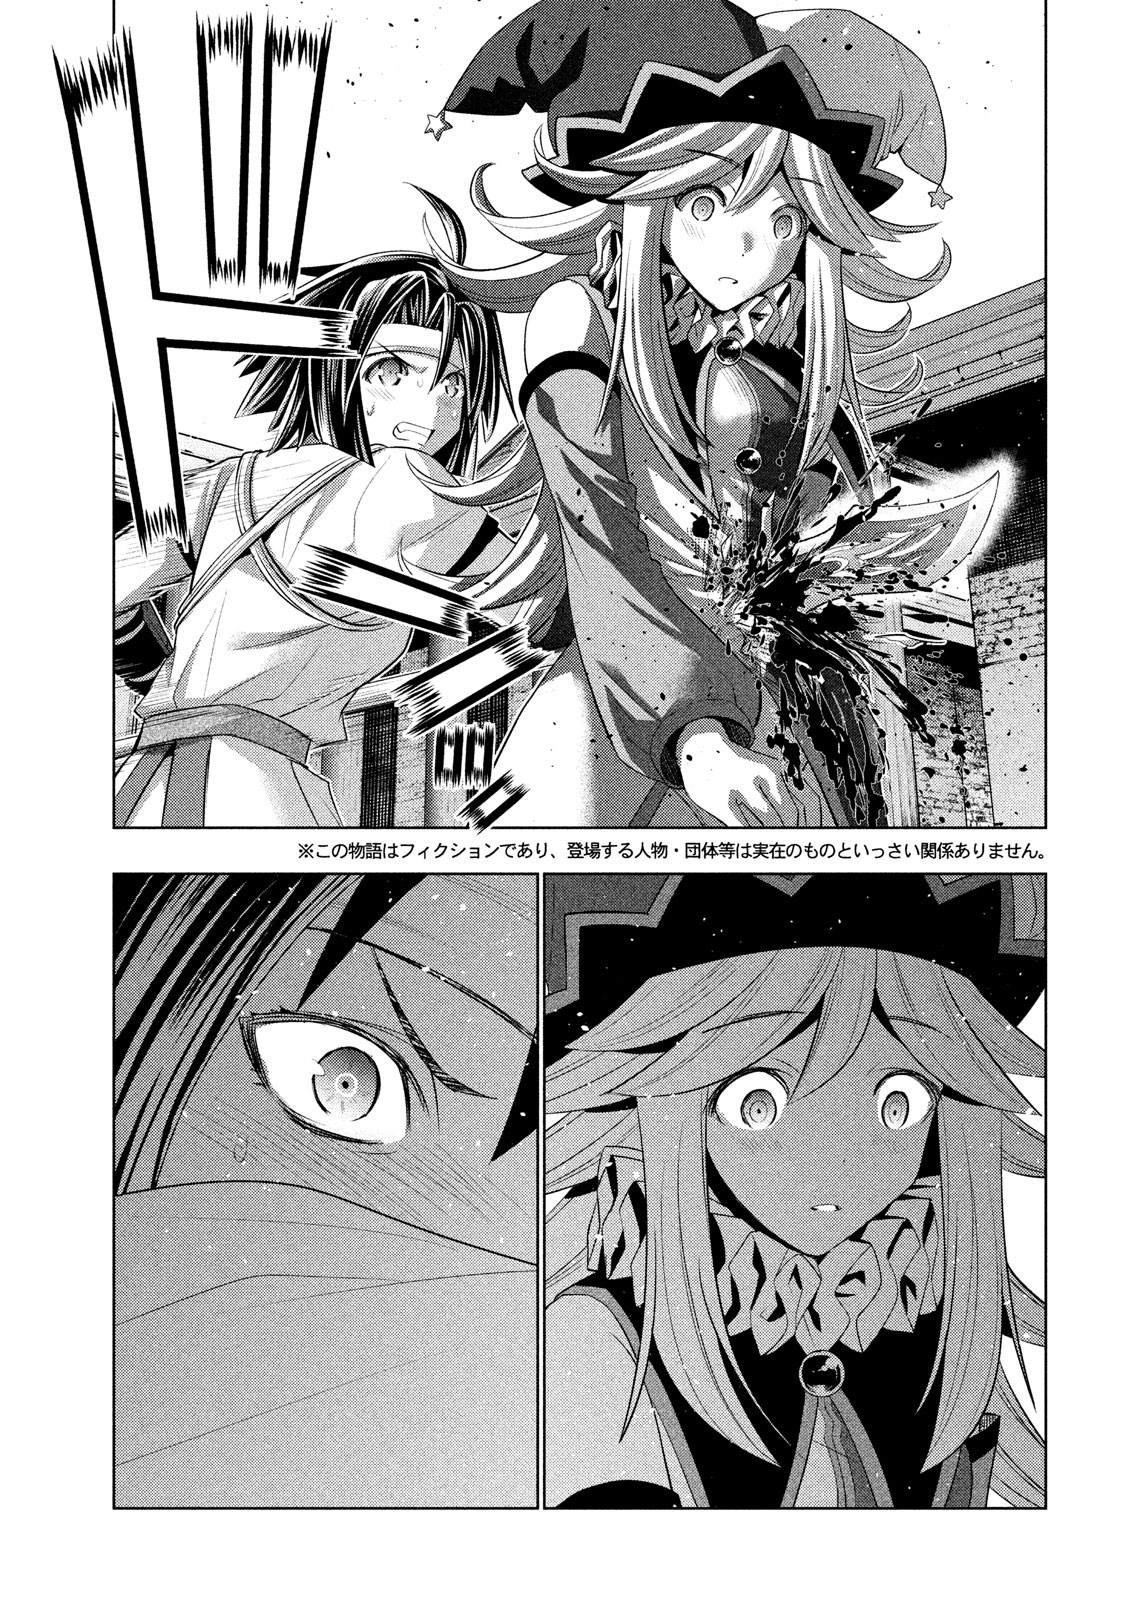 ドシュッ
※この物語はフィクションであり、登場する人物・団体等は実在のものといっさい関係ありません。